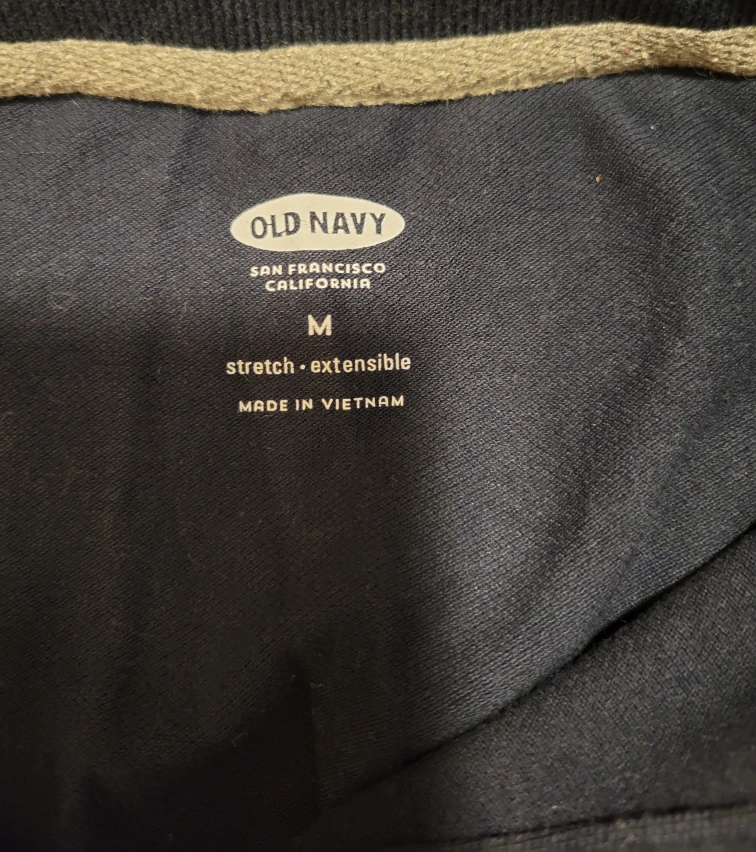 OLD NAVY
SAN FRANCISCO
CALIFORNIA
M
stretch • extensible
MADE IN VIETNAM